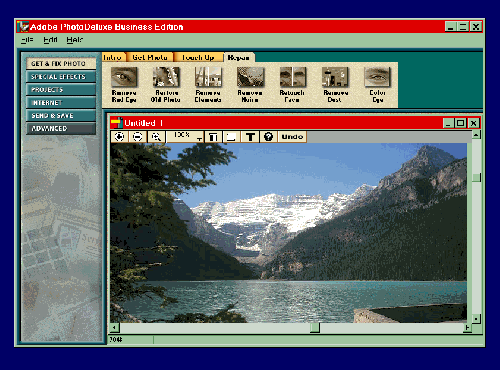 Adobe PhotoDeluxe Business Edition
File Edit Help
GET & FIX PHOTO
SPECIAL EFFECTS
PROJECTS
INTERNET
SEND & SAVE
ADVANCED
Intro Get Photo Touch Up Repair
Remove Red Eye
Restore Old Photo
Remove Elements
Remove Noise
Retouch Face
Remove Dust
Color Eye
Untitled-1
100% T ? Undo